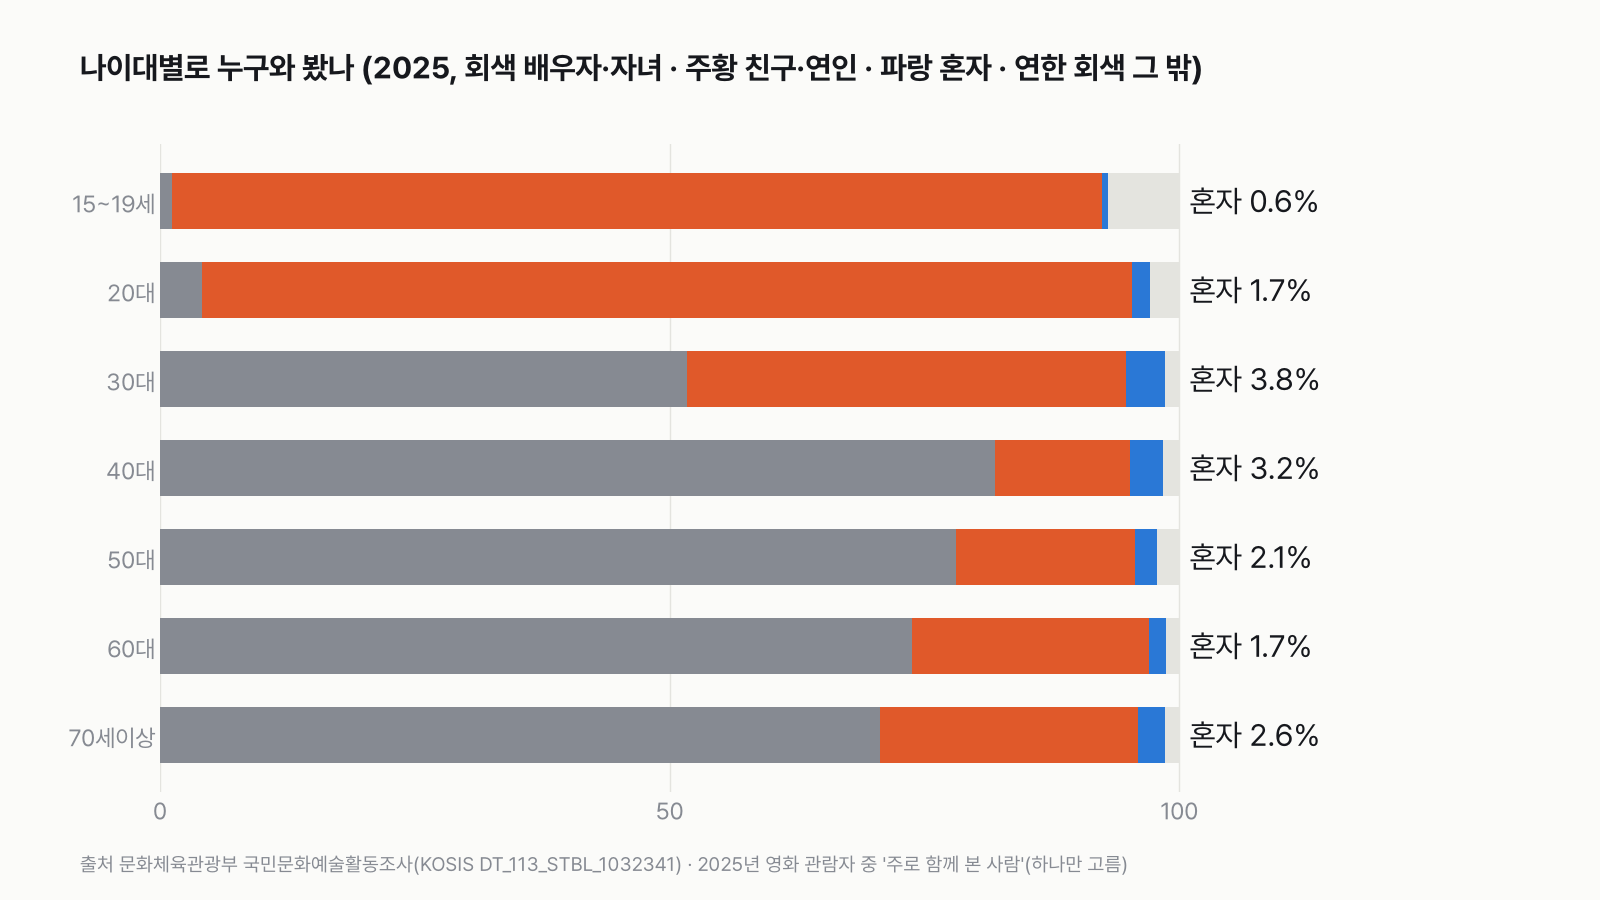 나이대별로 누구와 봤나 (2025, 회색 배우자·자녀 · 주황 친구·연인 · 파랑 혼자 · 연한 회색 그 밖)
15~19세
혼자 0.6%
20대
혼자 1.7%
30대
혼자 3.8%
40대
혼자 3.2%
50대
혼자 2.1%
60대
혼자 1.7%
70세이상
혼자 2.6%
0
50
100
출처 문화체육관광부 국민문화예술활동조사(KOSIS DT_113_STBL_1032341) · 2025년 영화 관람자 중 '주로 함께 본 사람'(하나만 고름)